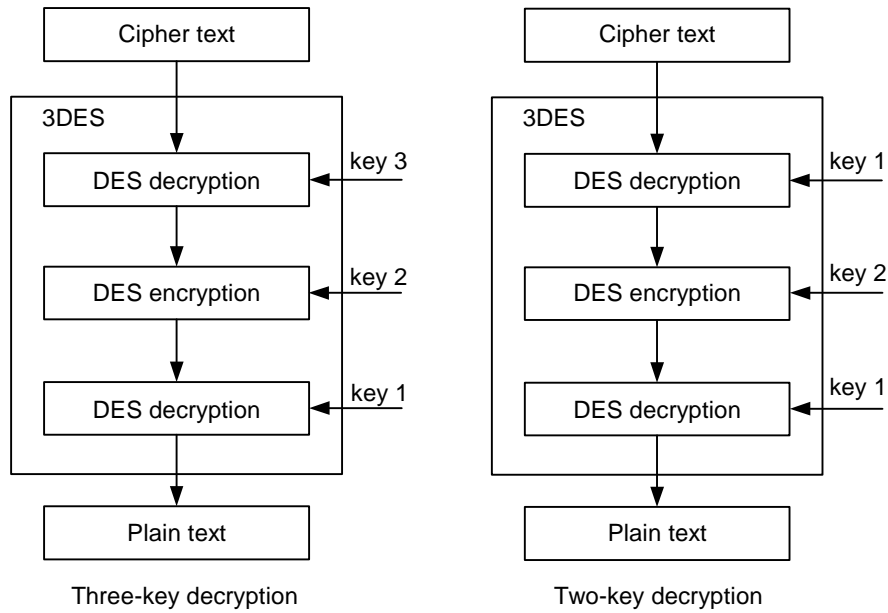 Cipher text
3DES
key 3
DES decryption
key 2
DES encryption
key 1
DES decryption
Plain text
Three-key decryption
Cipher text
3DES
key 1
DES decryption
key 2
DES encryption
key 1
DES decryption
Plain text
Two-key decryption